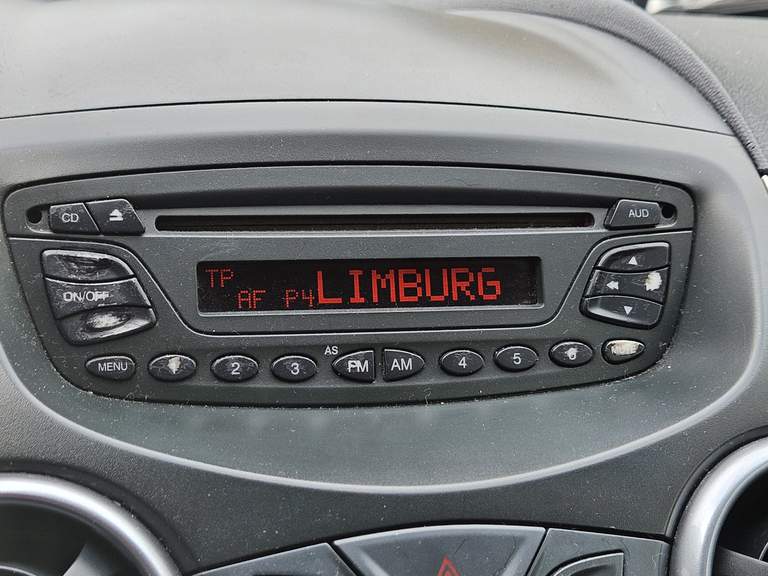 CD
AUD
TP
AF P4 LIMBURG
ON/OFF
MENU 2 3 AS FM AM 4 5 6